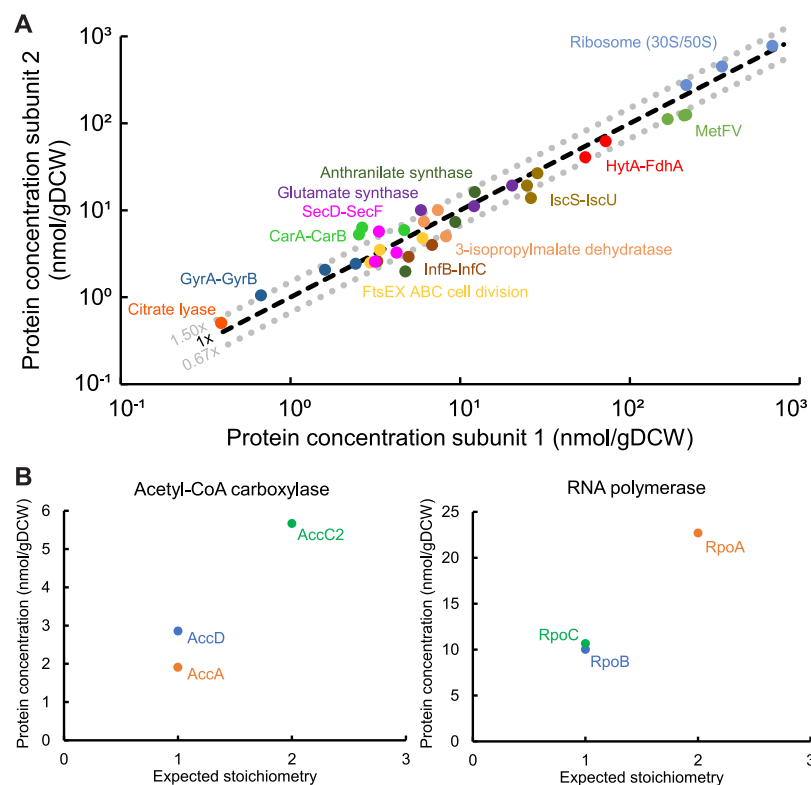 A
Protein concentration subunit 2
(nmol/gDCW)
10³
10²
10¹
10⁰
10⁻¹
Ribosome (30S/50S)
MetFV
HytA-FdhA
Anthranilate synthase
Glutamate synthase
IscS-IscU
SecD-SecF
CarA-CarB
3-isopropylmalate dehydratase
GyrA-GyrB
InfB-InfC
FtsEX ABC cell division
Citrate lyase
1.50x
1x
0.67x
10⁻¹
10⁰
10¹
10²
10³
Protein concentration subunit 1 (nmol/gDCW)
B
Acetyl-CoA carboxylase
Protein concentration (nmol/gDCW)
6
5
4
3
2
1
0
AccC2
AccD
AccA
0
1
2
3
Expected stoichiometry
RNA polymerase
Protein concentration (nmol/gDCW)
25
20
15
10
5
0
RpoA
RpoC
RpoB
0
1
2
3
Expected stoichiometry